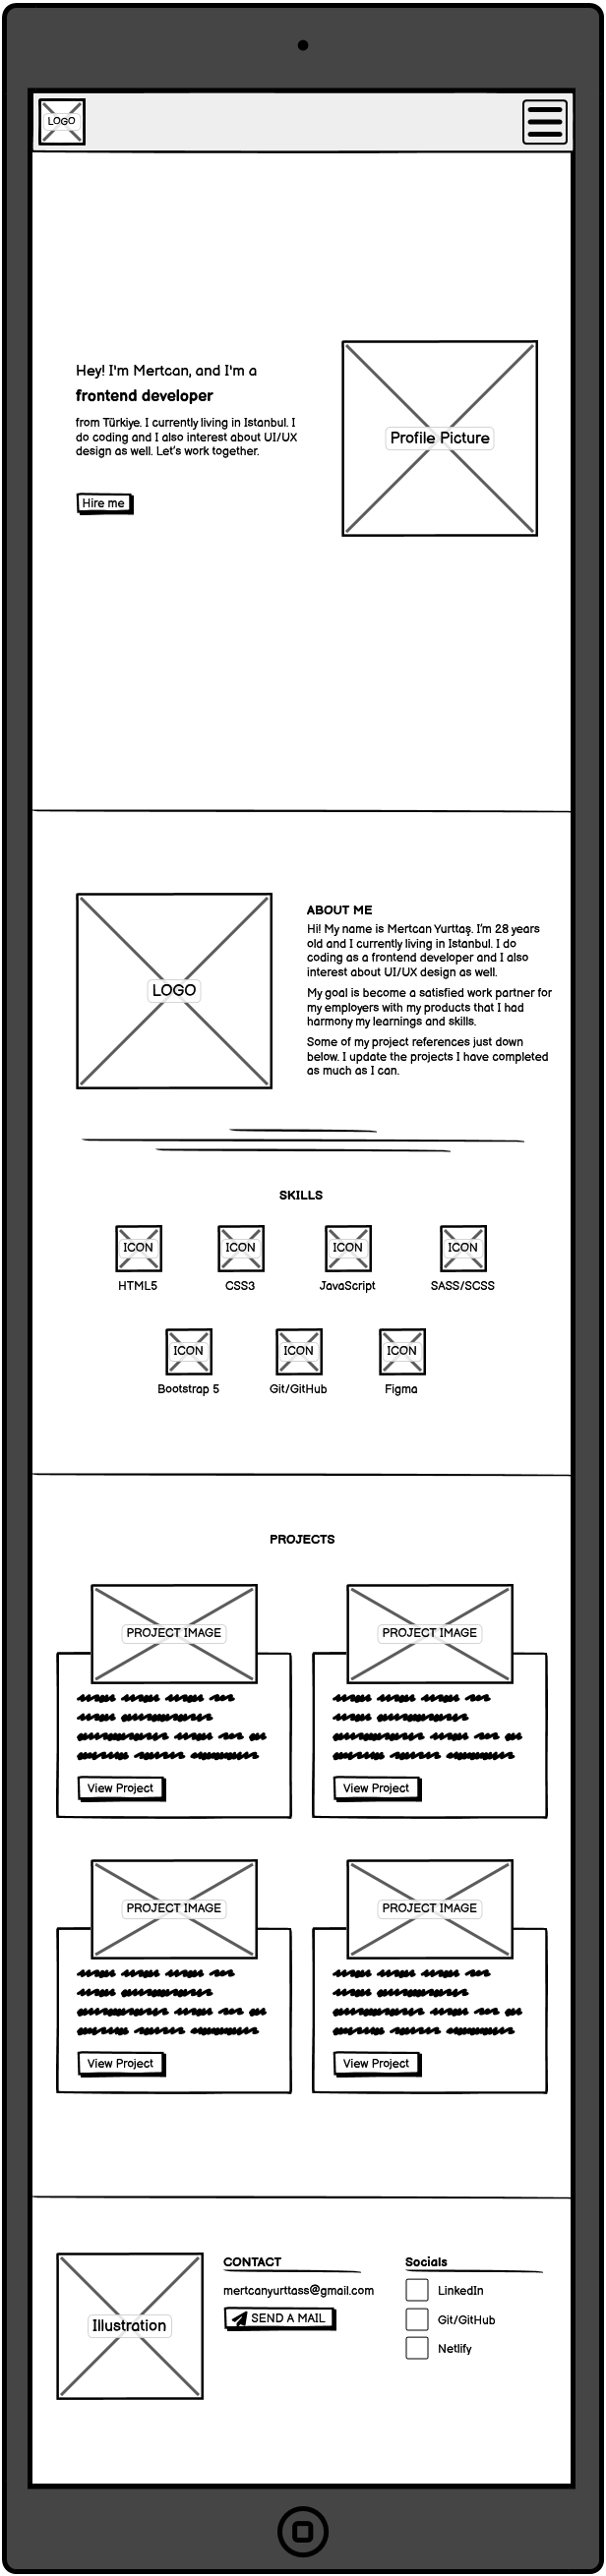 LOGO
Hey! I'm Mertcan, and I'm a
frontend developer
from Türkiye. I currently living in Istanbul. I
do coding and I also interest about UI/UX
design as well. Let's work together.
Hire me
Profile Picture
LOGO
ABOUT ME
Hi! My name is Mertcan Yurttaş. I'm 28 years
old and I currently living in Istanbul. I do
coding as a frontend developer and I also
interest about UI/UX design as well.
My goal is become a satisfied work partner for
my employers with my products that I had
harmony my learnings and skills.
Some of my project references just down
below. I update the projects I have completed
as much as I can.
SKILLS
ICON ICON ICON ICON
HTML5 CSS3 JavaScript SASS/SCSS
ICON ICON ICON
Bootstrap 5 Git/GitHub Figma
PROJECTS
PROJECT IMAGE
View Project
PROJECT IMAGE
View Project
PROJECT IMAGE
View Project
PROJECT IMAGE
View Project
Illustration
CONTACT
mertcanyurttass@gmail.com
SEND A MAIL
Socials
LinkedIn
Git/GitHub
Netlify